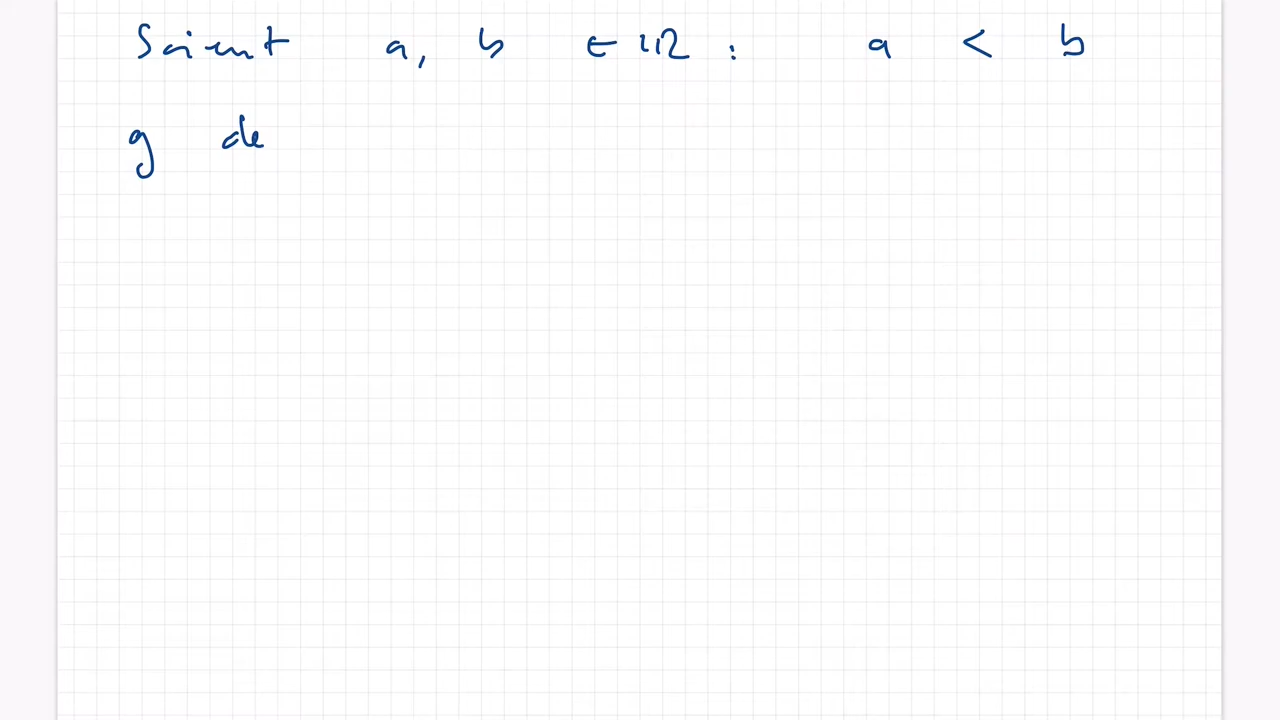 Soient a, b ∈ ℝ : a < b
g de